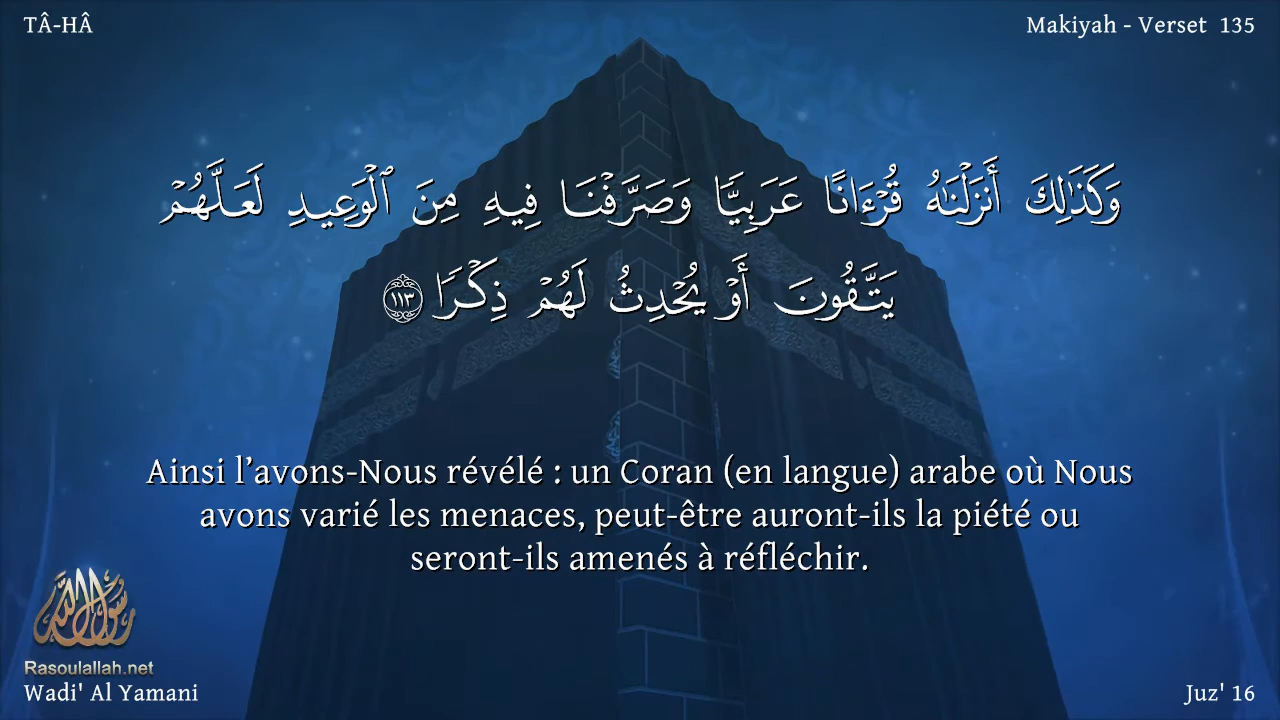 TÂ-HÂ
Makiyah - Verset 135
وَكَذَٰلِكَ أَنزَلْنَـٰهُ قُرْءَانًا عَرَبِيًّا وَصَرَّفْنَا فِيهِ مِنَ ٱلْوَعِيدِ لَعَلَّهُمْ
يَتَّقُونَ أَوْ يُحْدِثُ لَهُمْ ذِكْرًا ١١٣
Ainsi l’avons-Nous révélé : un Coran (en langue) arabe où Nous
avons varié les menaces, peut-être auront-ils la piété ou
seront-ils amenés à réfléchir.
رسول الله
Rasoulallah.net
Wadi' Al Yamani
Juz' 16